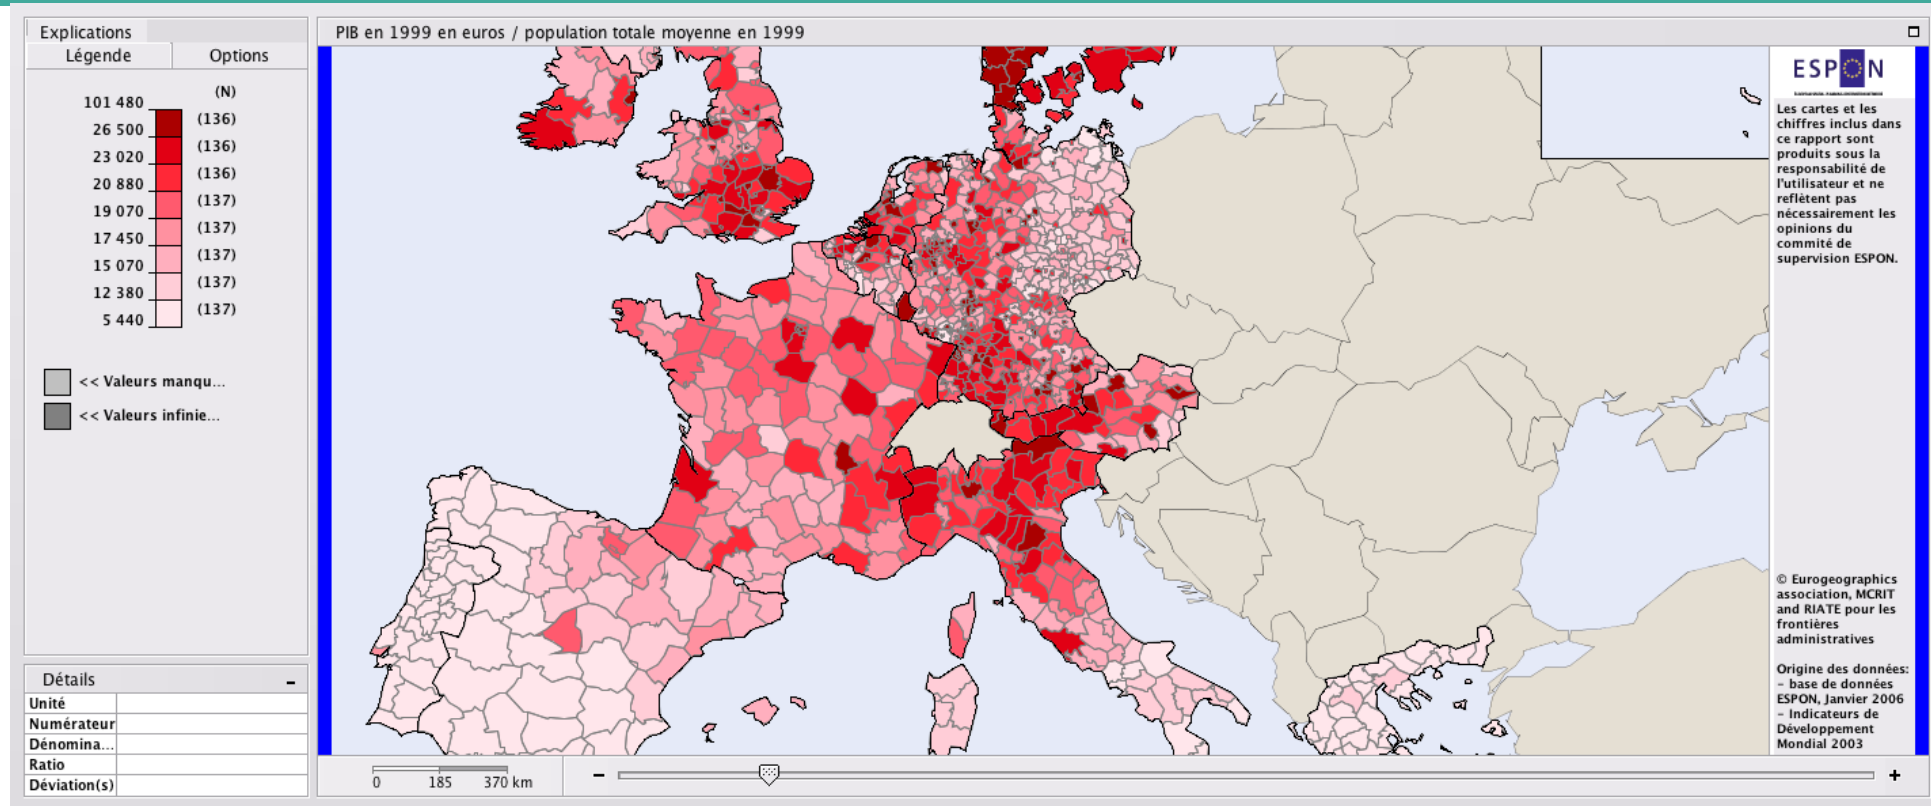 Explications
Légende
Options
(N)
101 480
(136)
26 500
(136)
23 020
(136)
20 880
(137)
19 070
(137)
17 450
(137)
15 070
(137)
12 380
(137)
5 440
<< Valeurs manqu...
<< Valeurs infinie...
Détails
Unité
Numérateur
Dénomina...
Ratio
Déviation(s)
PIB en 1999 en euros / population totale moyenne en 1999
0 185 370 km
ESPON
Les cartes et les
chiffres inclus dans
ce rapport sont
produits sous la
responsabilité de
l'utilisateur et ne
reflètent pas
nécessairement les
opinions du
commité de
supervision ESPON.
© Eurogeographics
association, MCRIT
and RIATE pour les
frontières
administratives
Origine des données:
- base de données
ESPON, Janvier 2006
- Indicateurs de
Développement
Mondial 2003